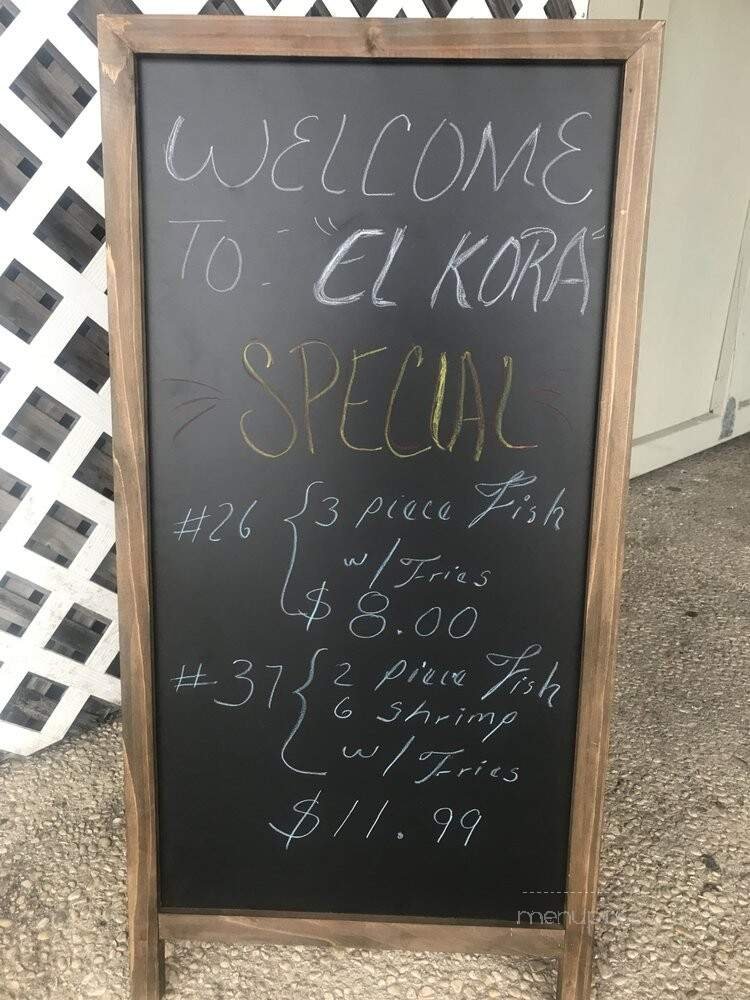 WELCOME
TO: "EL KORA"
SPECIAL
#26 { 3 piece Fish
w/ Fries
$ 8.00
#37 { 2 piece Fish
6 shrimp
w/ Fries
$ 11.99